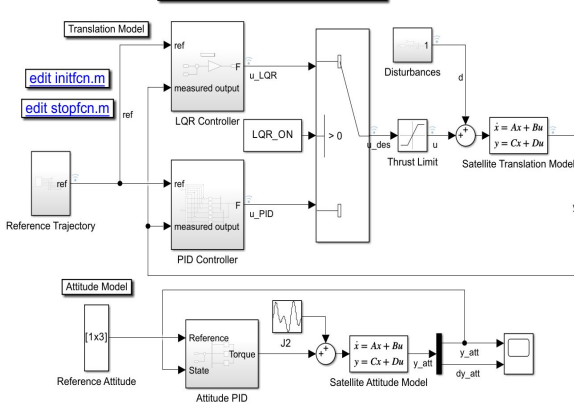 Translation Model
edit initfcn.m
edit stopfcn.m
ref
ref
measured output
F
u_LQR
LQR Controller
1
Disturbances
d
LQR_ON
> 0
u_des
Thrust Limit
u
ẋ = Ax + Bu
y = Cx + Du
Satellite Translation Model
ref
Reference Trajectory
ref
measured output
F
u_PID
PID Controller
Attitude Model
[1x3]
Reference Attitude
Reference
State
Torque
Attitude PID
J2
ẋ = Ax + Bu
y = Cx + Du
Satellite Attitude Model
y_att
y_att
dy_att